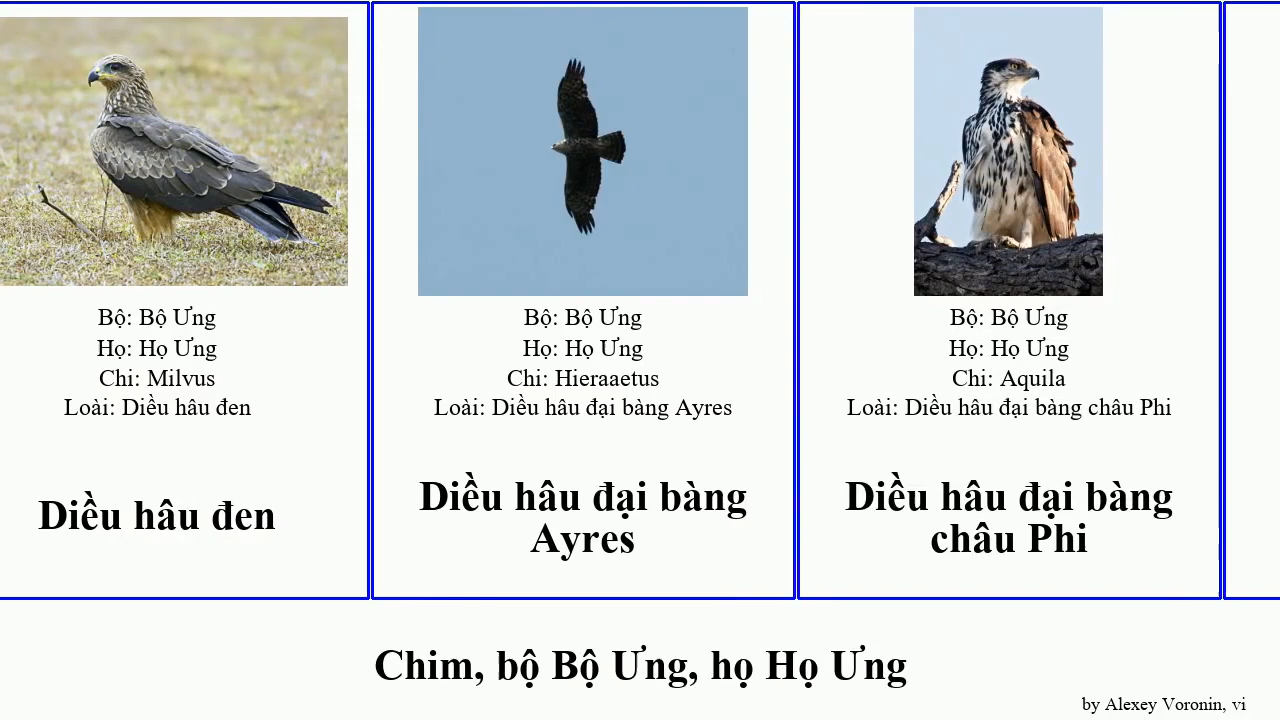 Bộ: Bộ Ưng
Họ: Họ Ưng
Chi: Milvus
Loài: Diều hâu đen
Diều hâu đen
Bộ: Bộ Ưng
Họ: Họ Ưng
Chi: Hieraaetus
Loài: Diều hâu đại bàng Ayres
Diều hâu đại bàng
Ayres
Bộ: Bộ Ưng
Họ: Họ Ưng
Chi: Aquila
Loài: Diều hâu đại bàng châu Phi
Diều hâu đại bàng
châu Phi
Chim, bộ Bộ Ưng, họ Họ Ưng
by Alexey Voronin, vi